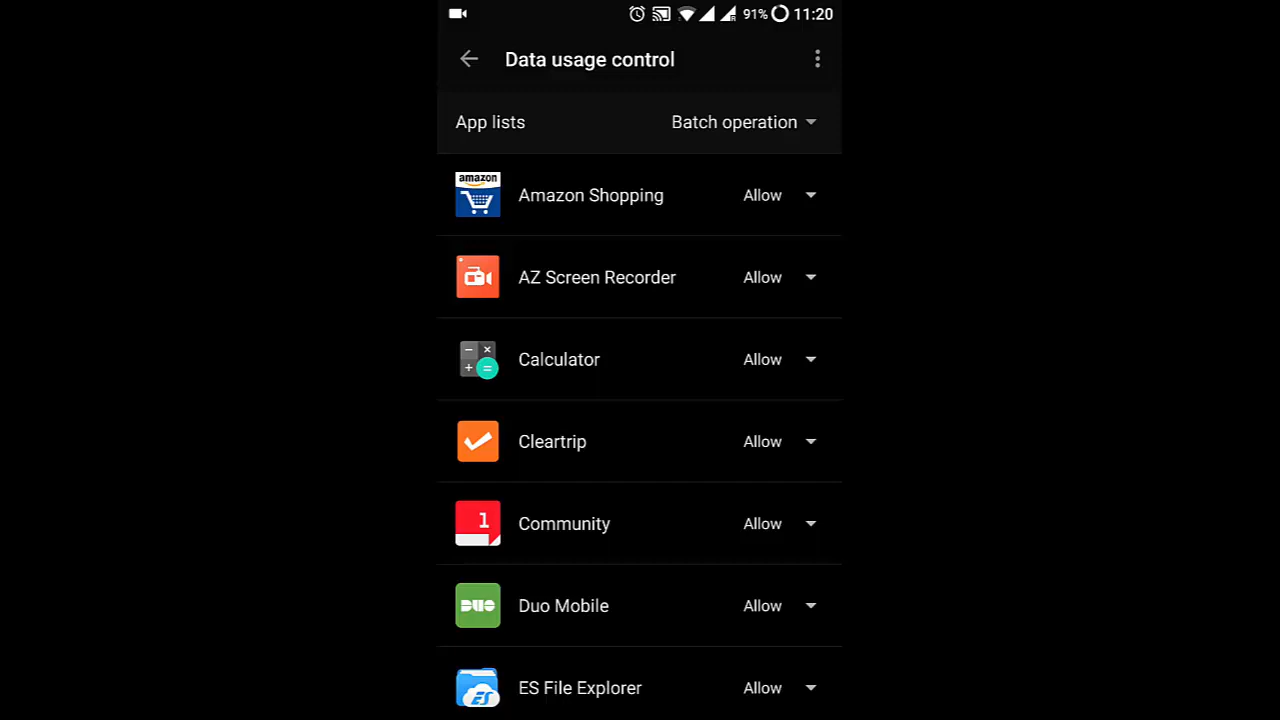 91% 11:20
Data usage control
App lists Batch operation
amazon
Amazon Shopping Allow
AZ Screen Recorder Allow
Calculator Allow
Cleartrip Allow
1
Community Allow
DUO
Duo Mobile Allow
ES
ES File Explorer Allow